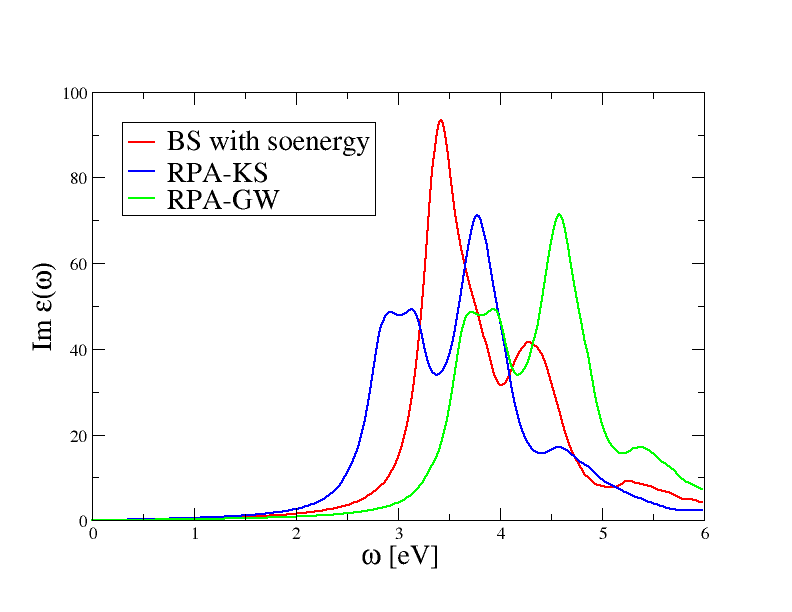 100
80
60
40
20
0
Im ε(ω)
BS with soenergy
RPA-KS
RPA-GW
0 1 2 3 4 5 6
ω [eV]